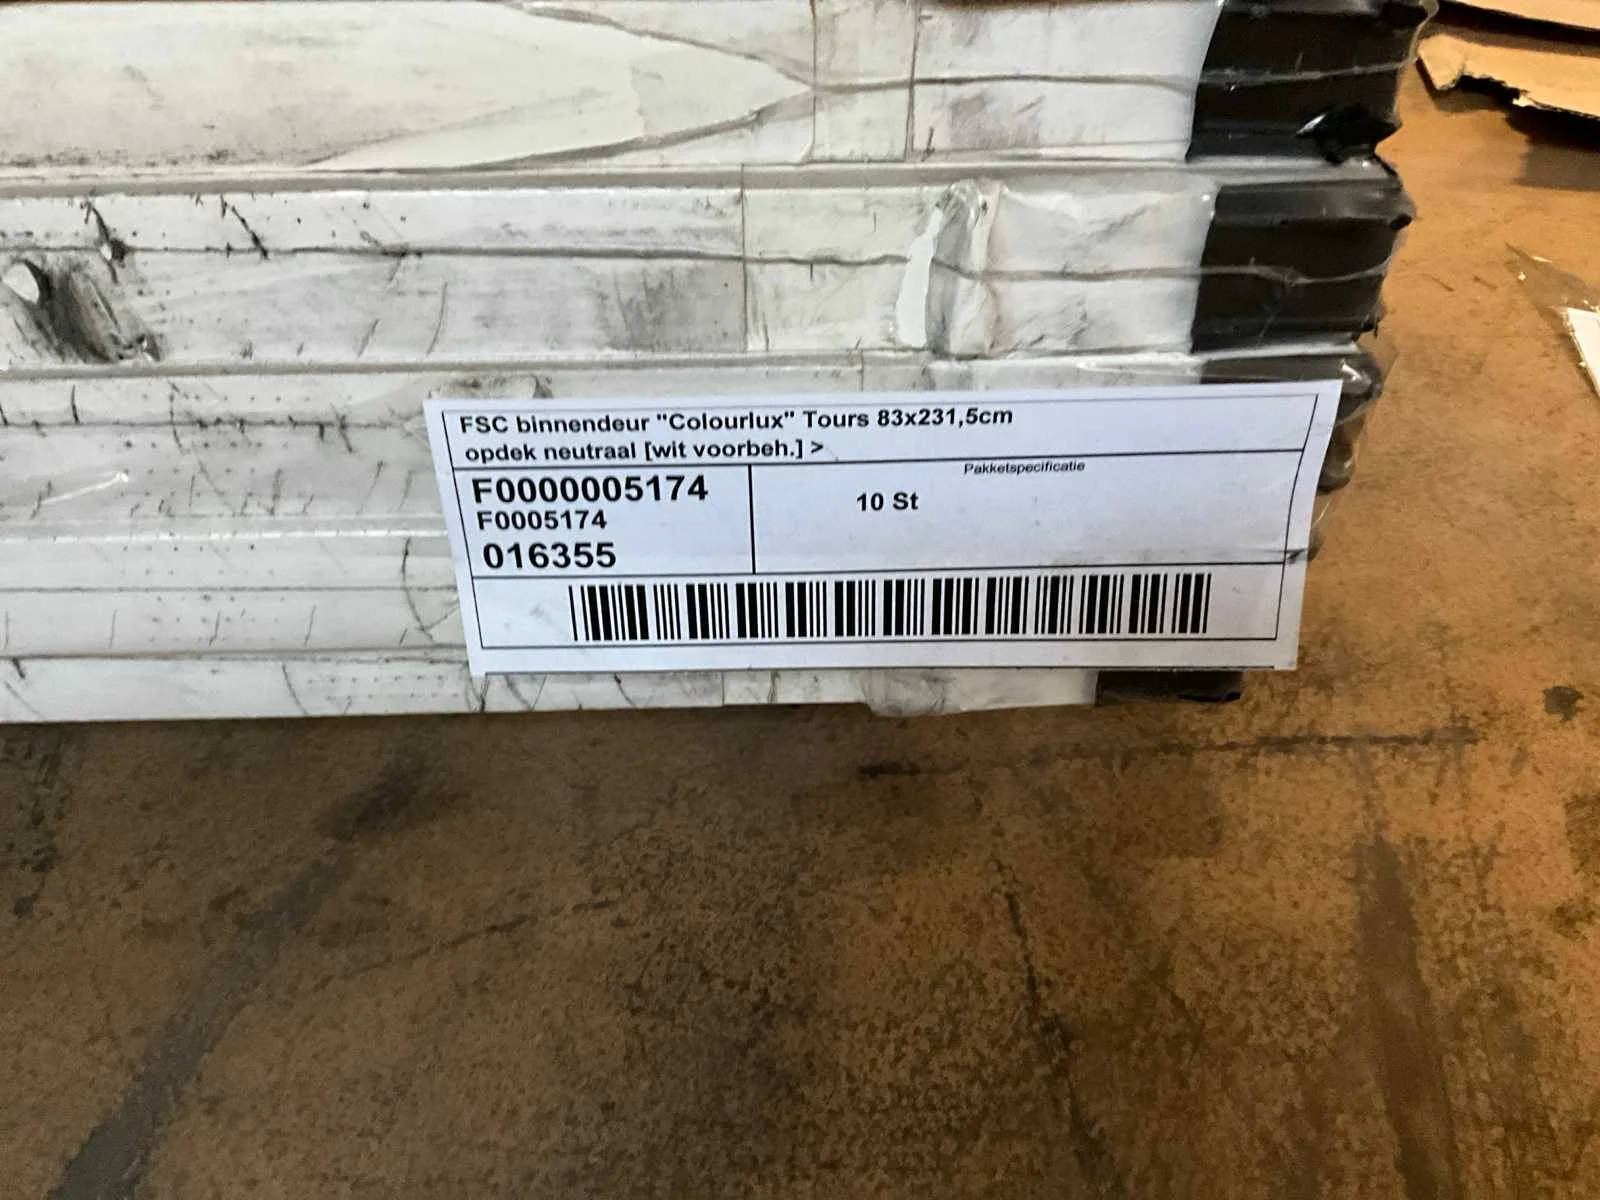 FSC binnendeur "Colourlux" Tours 83x231,5cm
opdek neutraal [wit voorbeh.] >
F0000005174
F0005174
016355
Pakketspecificatie
10 St